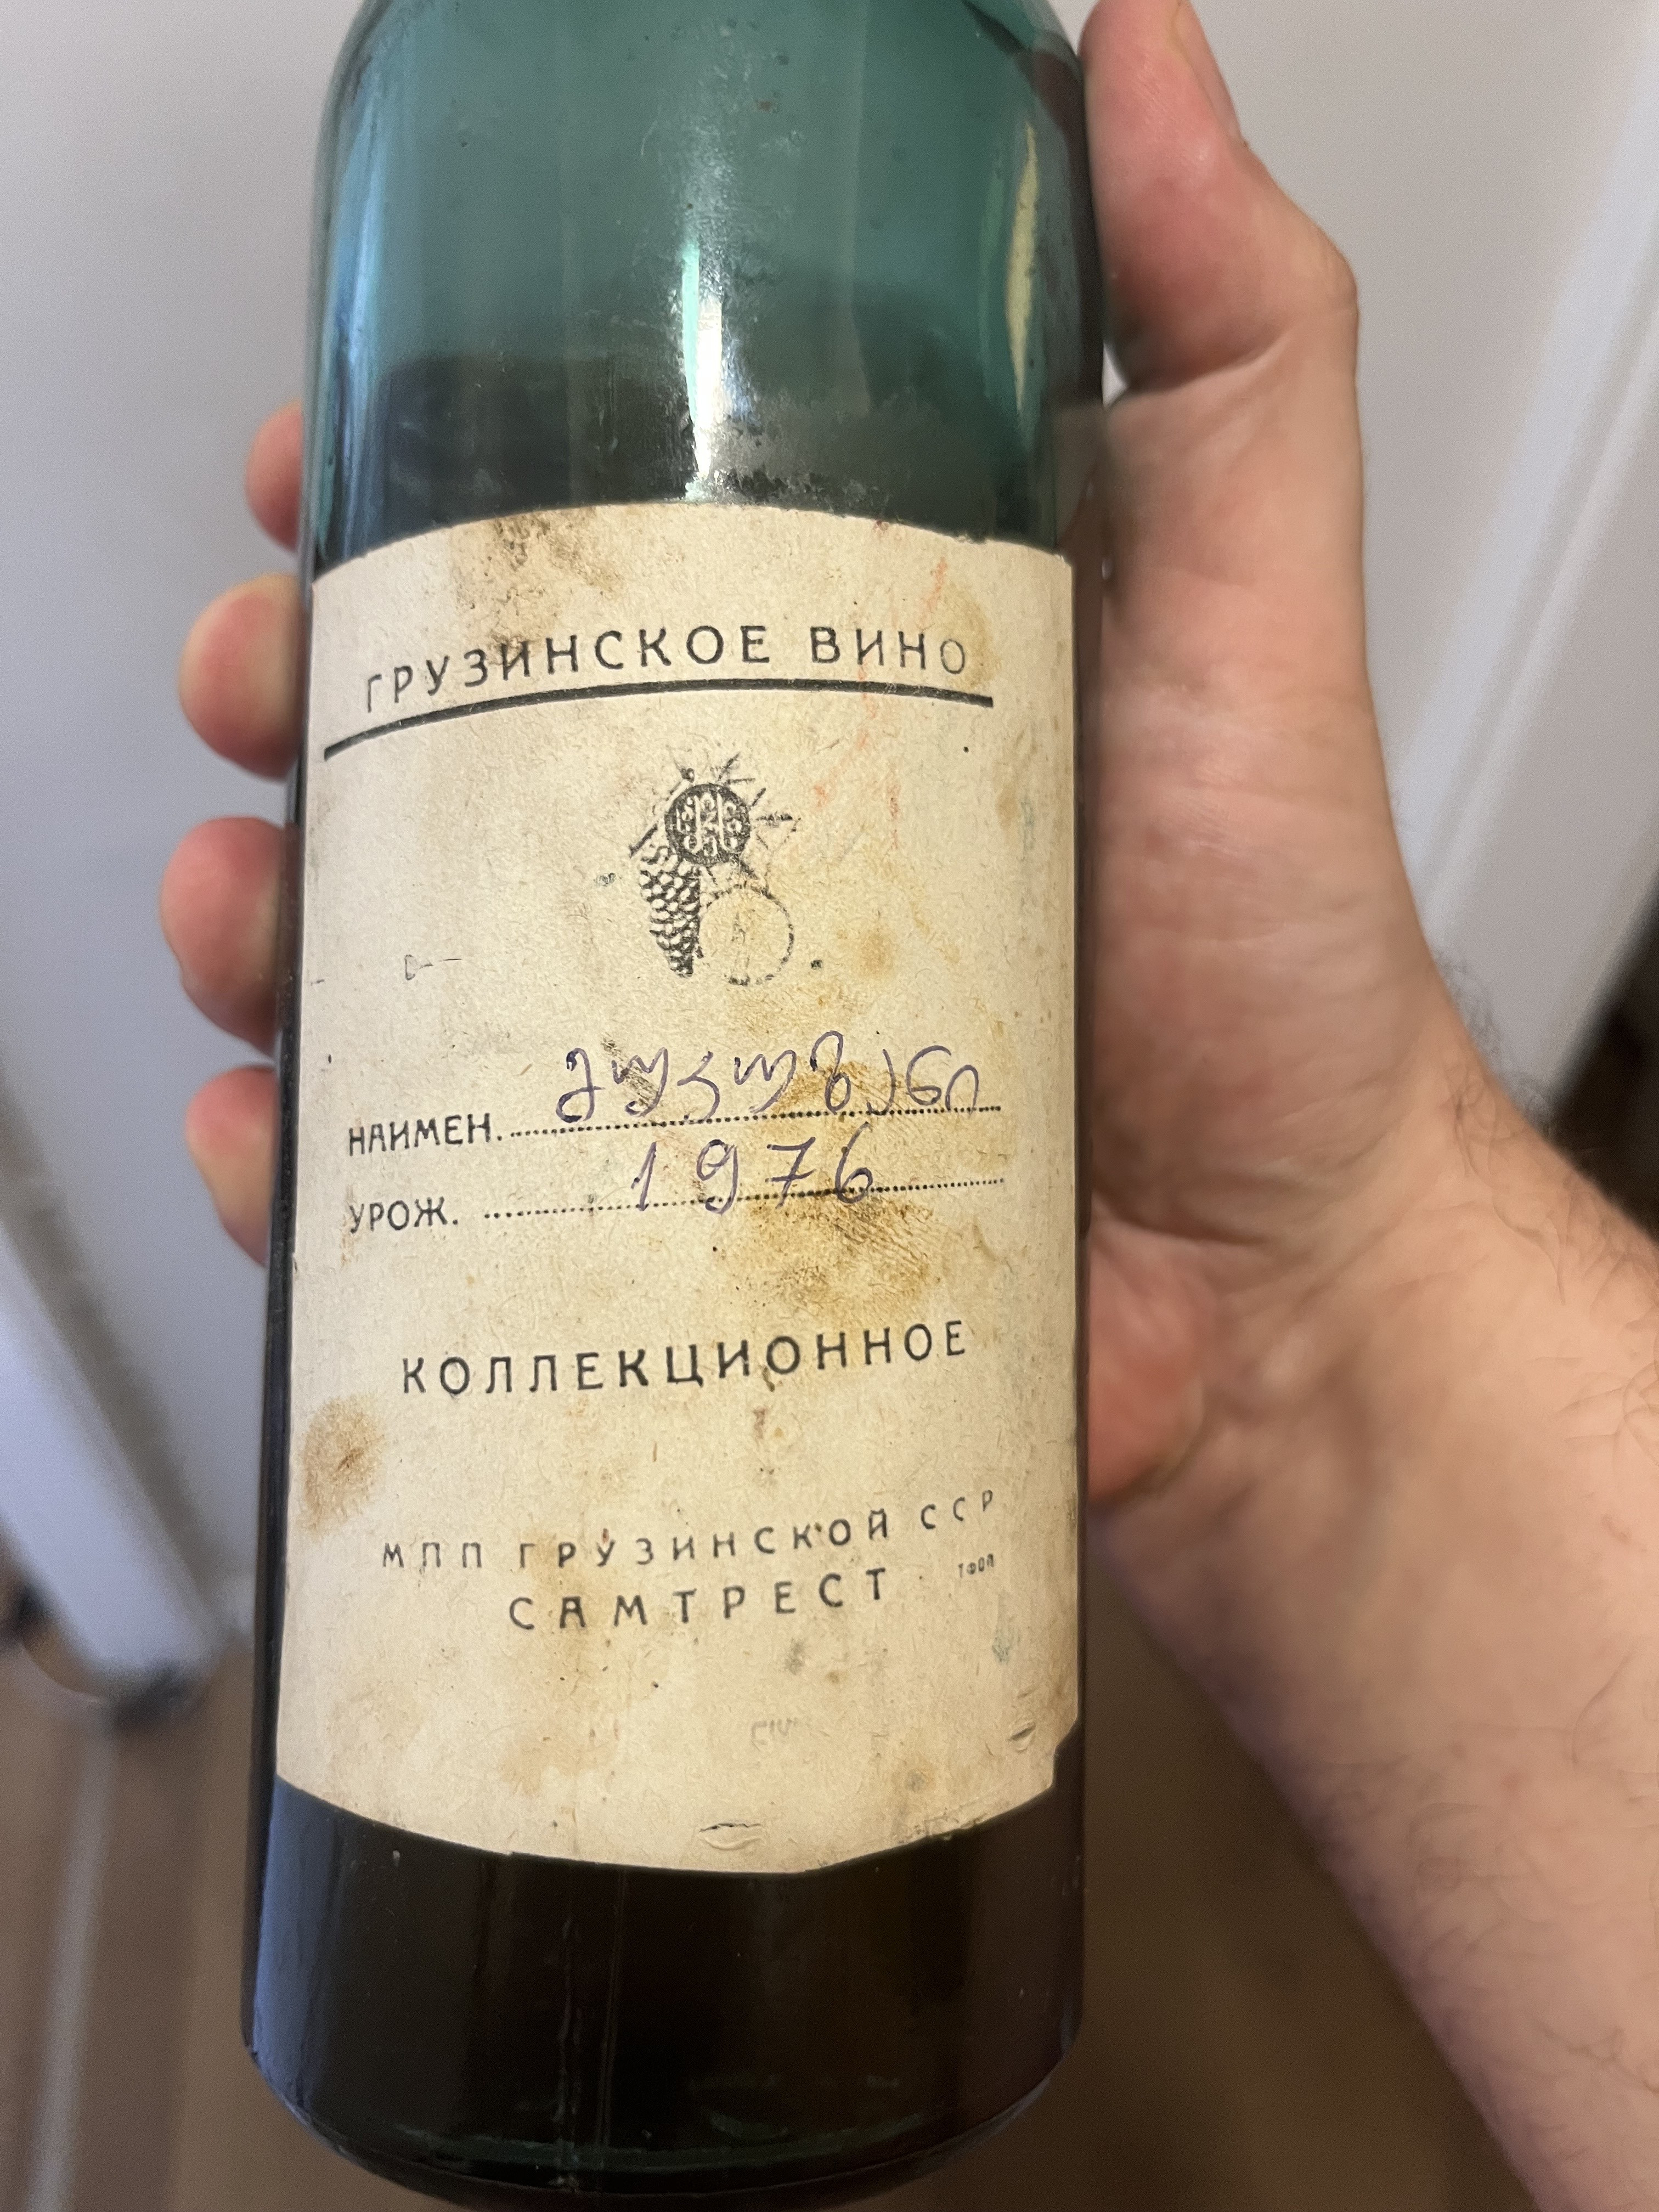 ГРУЗИНСКОЕ ВИНО
НАИМЕН. მუკუზანი
УРОЖ. 1976
КОЛЛЕКЦИОННОЕ
МПП ГРУЗИНСКОЙ ССР
САМТРЕСТ